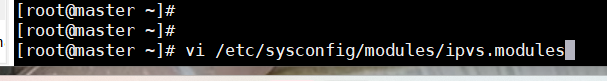 [root@master ~]#
[root@master ~]#
[root@master ~]# vi /etc/sysconfig/modules/ipvs.modules